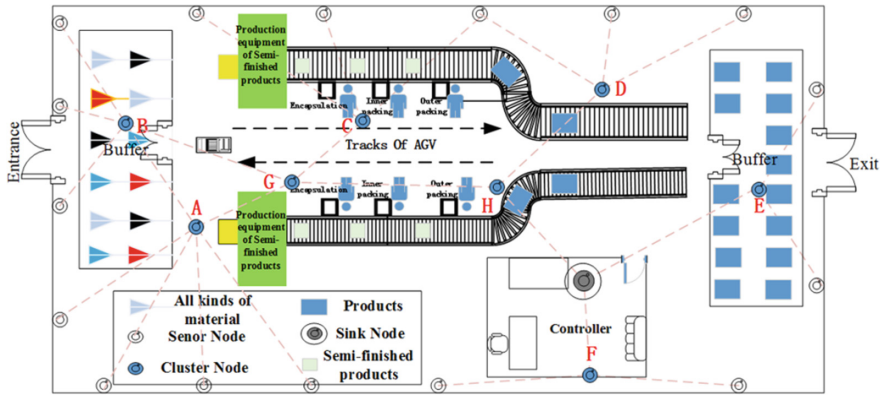 Production
equipment
of Semi-
finished
products
Encapsulation
Inner
packing
Outer
packing
D
B
C
Entrance
Buffer
Tracks Of AGV
Buffer
Exit
G
Encapsulation
Inner
packing
Outer
packing
H
E
A
Production
equipment
of Semi-
finished
products
All kinds of
material
Products
Senor Node
Sink Node
Controller
Cluster Node
Semi-finished
products
F